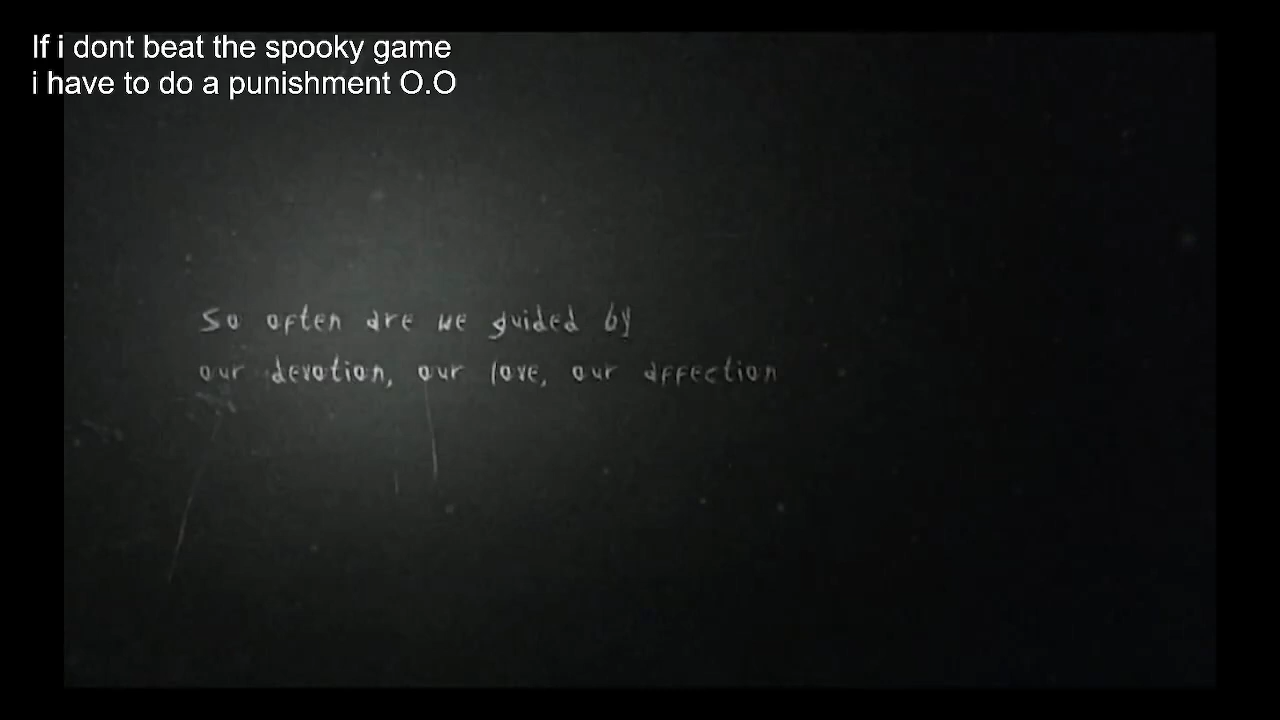 If i dont beat the spooky game
i have to do a punishment O.O
So often are we guided by
our devotion, our love, our affection